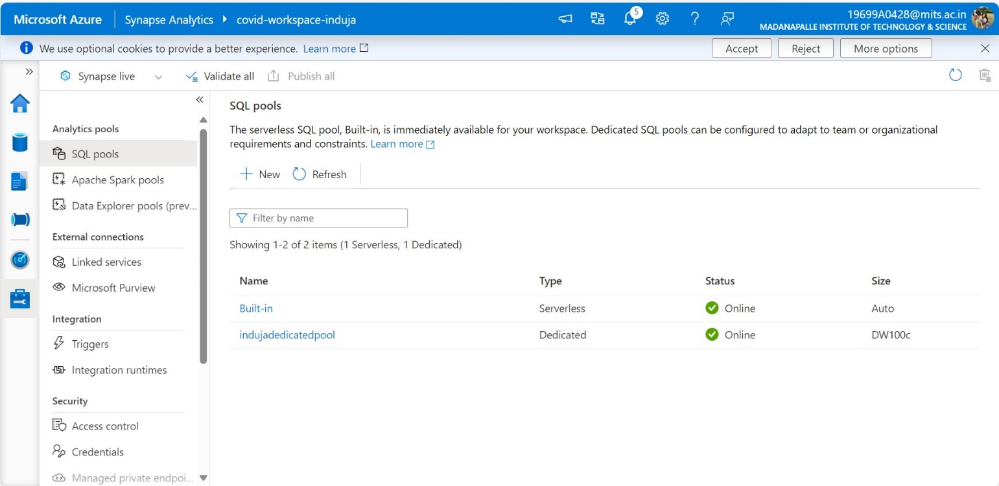 Microsoft Azure Synapse Analytics covid-workspace-induja 5 19699A0428@mits.ac.in
MADANAPALLE INSTITUTE OF TECHNOLOGY & SCIENCE
We use optional cookies to provide a better experience. Learn more Accept Reject More options
Synapse live Validate all Publish all
Analytics pools
SQL pools
Apache Spark pools
Data Explorer pools (prev...
External connections
Linked services
Microsoft Purview
Integration
Triggers
Integration runtimes
Security
Access control
Credentials
Managed private endpoi...
SQL pools
The serverless SQL pool, Built-in, is immediately available for your workspace. Dedicated SQL pools can be configured to adapt to team or organizational
requirements and constraints. Learn more
New Refresh
Filter by name
Showing 1-2 of 2 items (1 Serverless, 1 Dedicated)
Name Type Status Size
Built-in Serverless Online Auto
indujadedicatedpool Dedicated Online DW100c